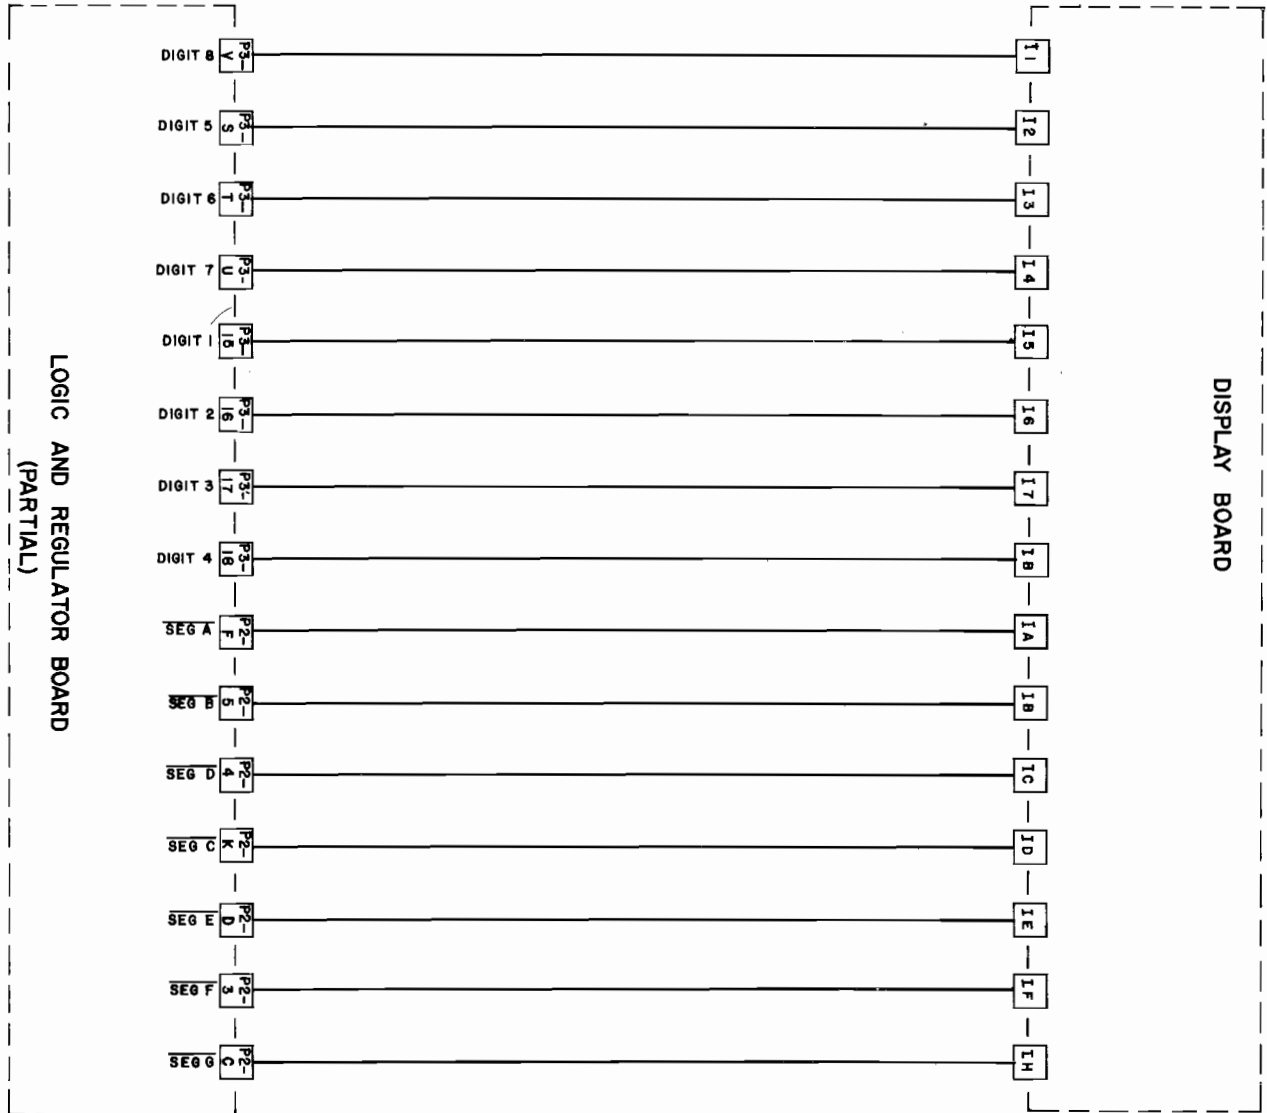 DIGIT 8 P3-V I1
DIGIT 5 P3-S I2
DIGIT 6 P3-T I3
DIGIT 7 P3-U I4
DIGIT 1 P3-15 I5
DIGIT 2 P3-16 I6
DIGIT 3 P3-17 I7
DIGIT 4 P3-18 I8
SEG A P2-F IA
SEG B P2-5 IB
SEG D P2-4 IC
SEG C P2-K ID
SEG E P2-D IE
SEG F P2-3 IF
SEG G P2-C IH
LOGIC AND REGULATOR BOARD
(PARTIAL)
DISPLAY BOARD